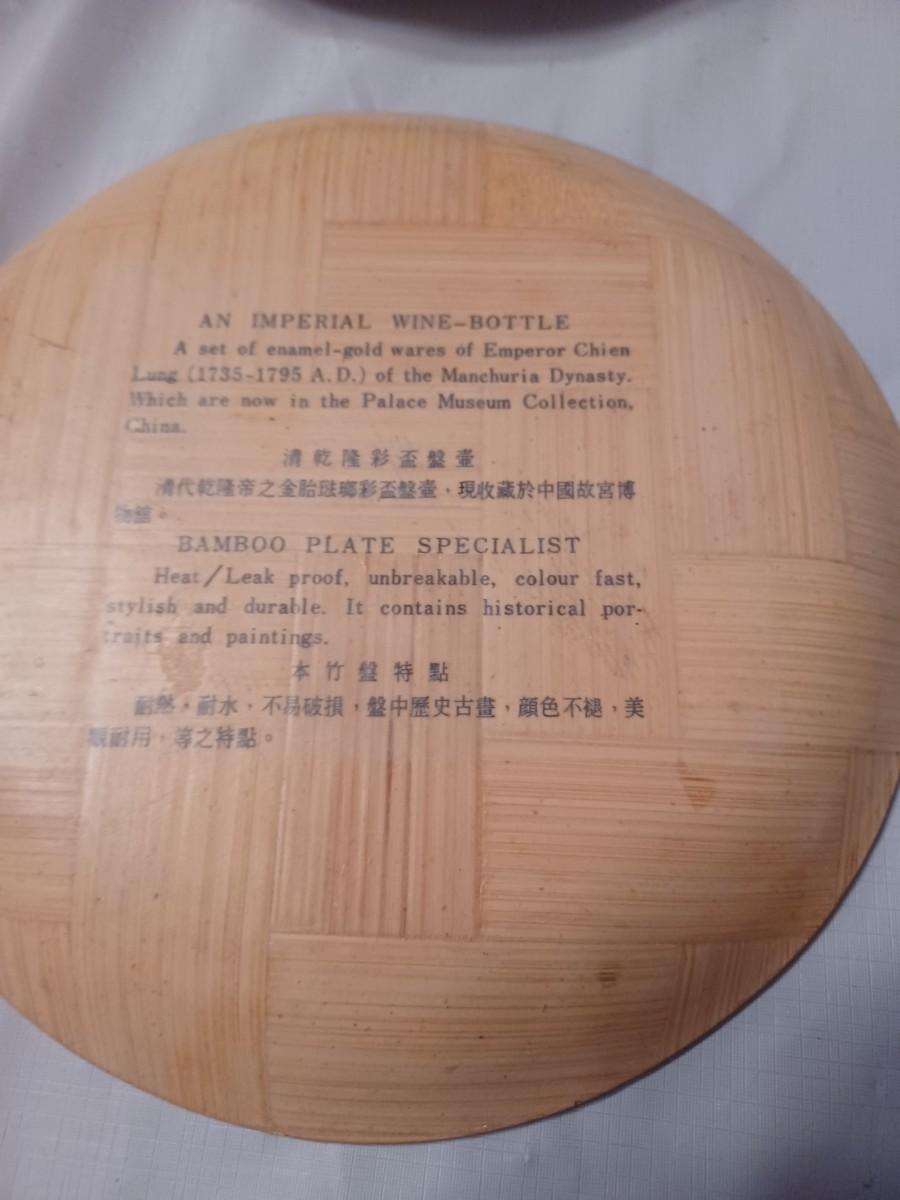 AN IMPERIAL WINE-BOTTLE
A set of enamel-gold wares of Emperor Chien
Lung (1735-1795 A.D.) of the Manchuria Dynasty.
Which are now in the Palace Museum Collection,
China.
清乾隆彩盃盤壷
清代乾隆帝之金胎琺瑯彩盃盤壷，現收藏於中國故宮博
物館。
BAMBOO PLATE SPECIALIST
Heat/Leak proof, unbreakable, colour fast,
stylish and durable. It contains historical por-
traits and paintings.
本竹盤特點
耐熱，耐水，不易破損，盤中歷史古畫，顔色不褪，美
觀耐用，等之特點。